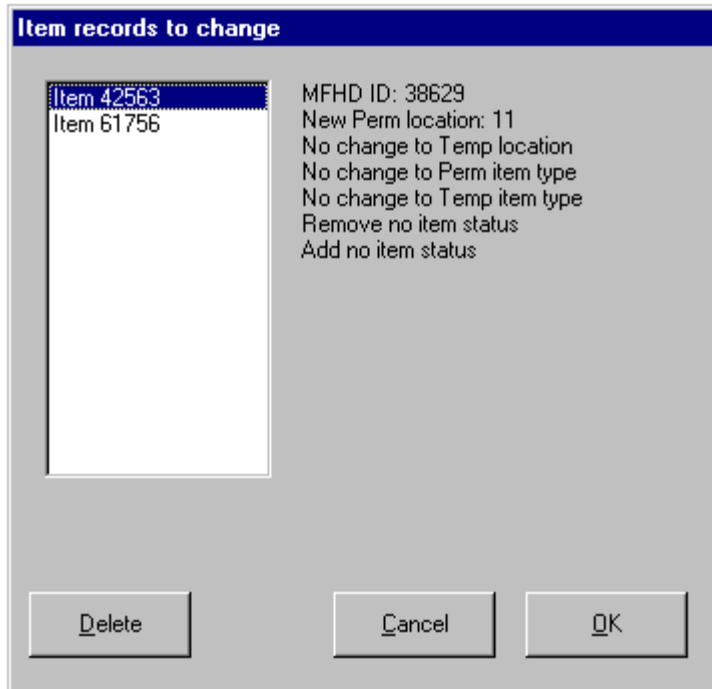 Item records to change
Item 42563
Item 61756
MFHD ID: 38629
New Perm location: 11
No change to Temp location
No change to Perm item type
No change to Temp item type
Remove no item status
Add no item status
Delete
Cancel
OK